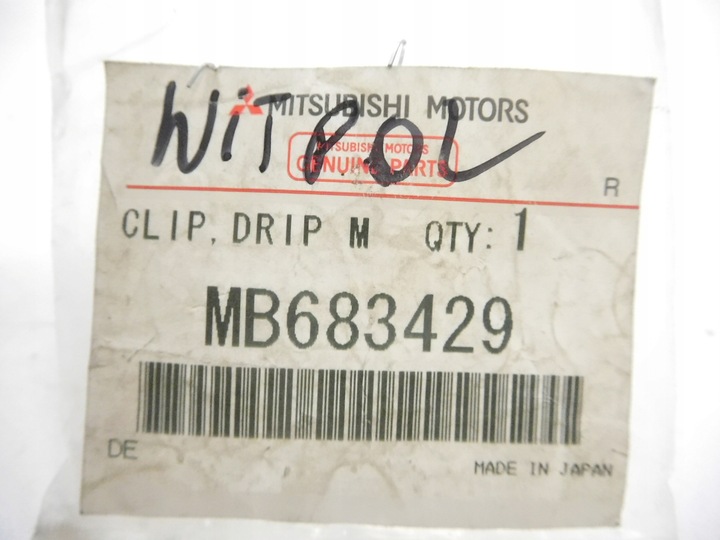 WiTPOL
MITSUBISHI MOTORS
MITSUBISHI MOTORS
GENUINE PARTS
R
CLIP, DRIP M QTY: 1
MB683429
DE
MADE IN JAPAN